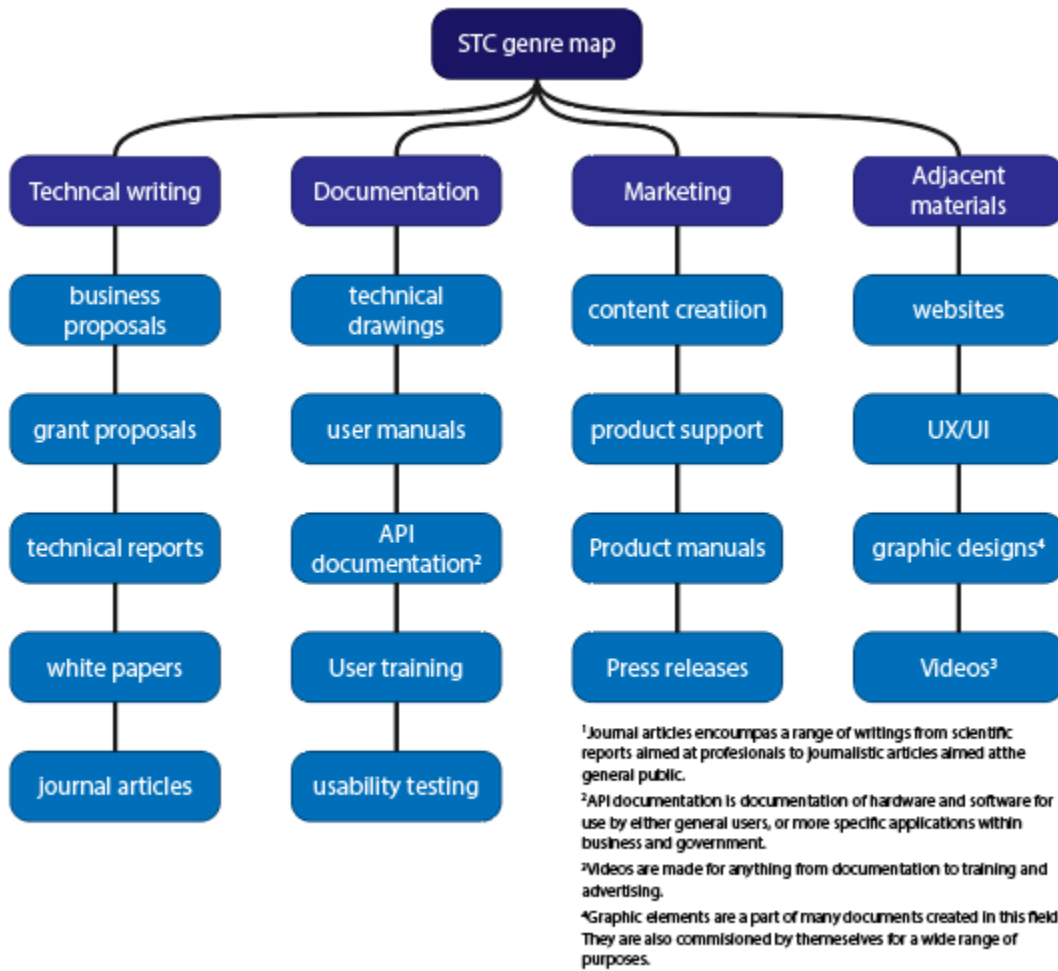 STC genre map
Techncal writing
Documentation
Marketing
Adjacent
materials
business
proposals
technical
drawings
content creatiion
websites
grant proposals
user manuals
product support
UX/UI
technical reports
API
documentation²
Product manuals
graphic designs⁴
white papers
User training
Press releases
Videos³
journal articles
usability testing
¹Journal articles encoumpas a range of writings from scientific
reports aimed at profesionals to journalistic articles aimed atthe
general public.
²API documentation is documentation of hardware and software for
use by either general users, or more specific applications within
business and government.
³Videos are made for anything from documentation to training and
advertising.
⁴Graphic elements are a part of many documents created in this field
They are also commisioned by themeselves for a wide range of
purposes.